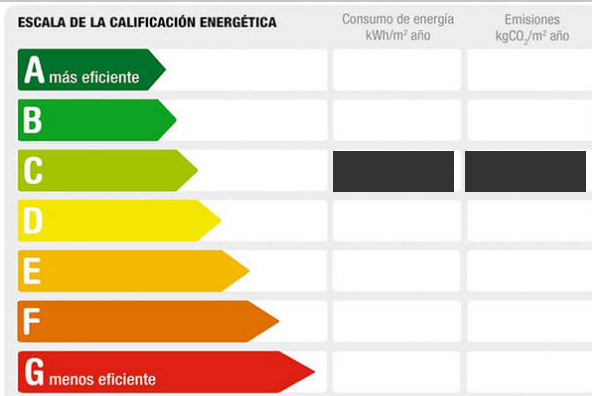 ESCALA DE LA CALIFICACIÓN ENERGÉTICA
Consumo de energía
kWh/m² año
Emisiones
kgCO₂/m² año
A más eficiente
B
C
D
E
F
G menos eficiente